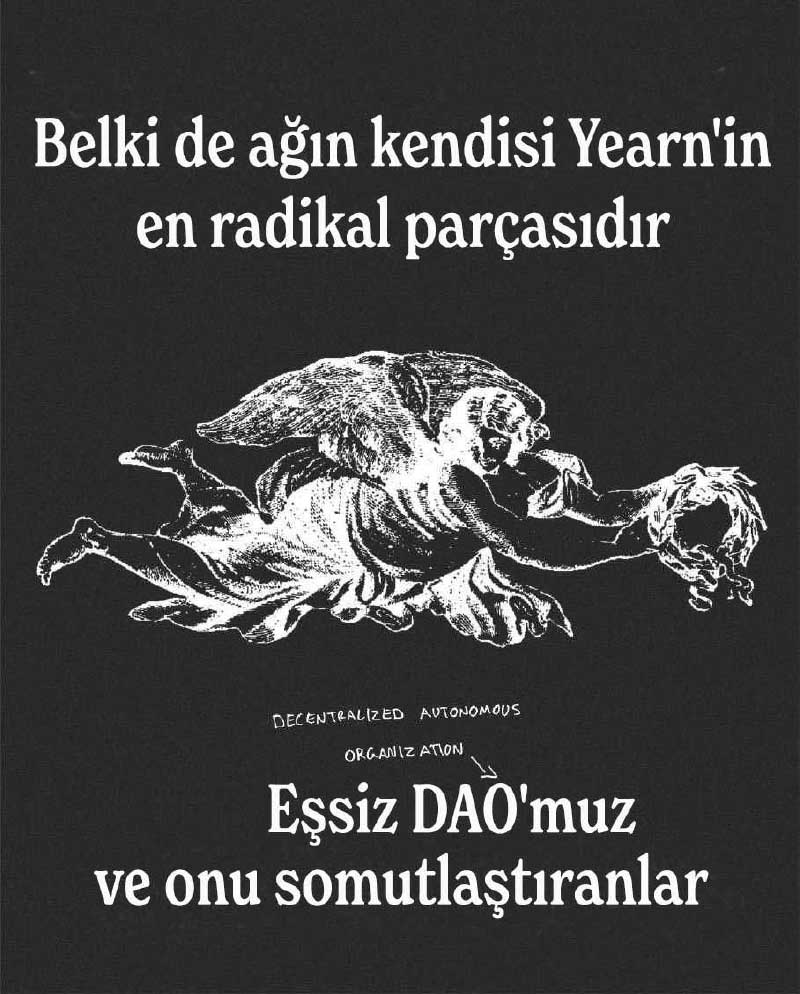 Belki de ağın kendisi Yearn'in
en radikal parçasıdır
DECENTRALIZED AUTONOMOUS
ORGANIZATION
Eşsiz DAO'muz
ve onu somutlaştıranlar